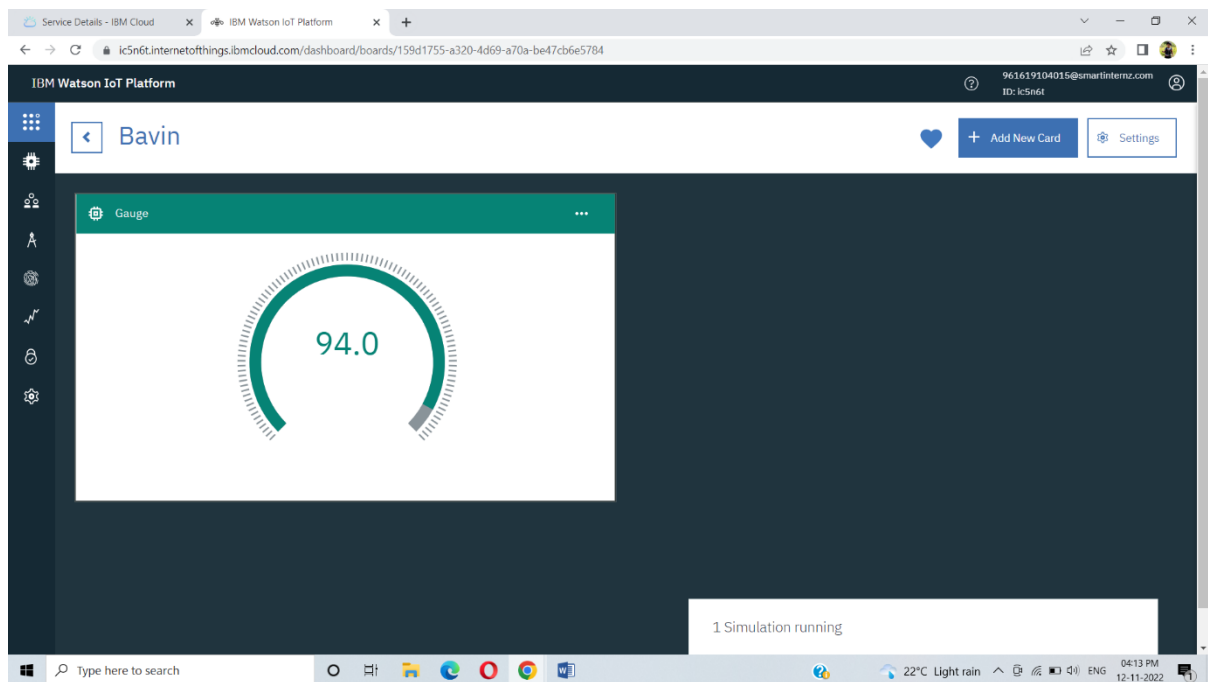 Service Details - IBM Cloud
IBM Watson IoT Platform
ic5n6t.internetofthings.ibmcloud.com/dashboard/boards/159d1755-a320-4d69-a70a-be47cb6e5784
IBM Watson IoT Platform
961619104015@smartinternz.com
ID: ic5n6t
Bavin
+ Add New Card
Settings
Gauge
94.0
1 Simulation running
Type here to search
22°C Light rain
ENG
04:13 PM
12-11-2022